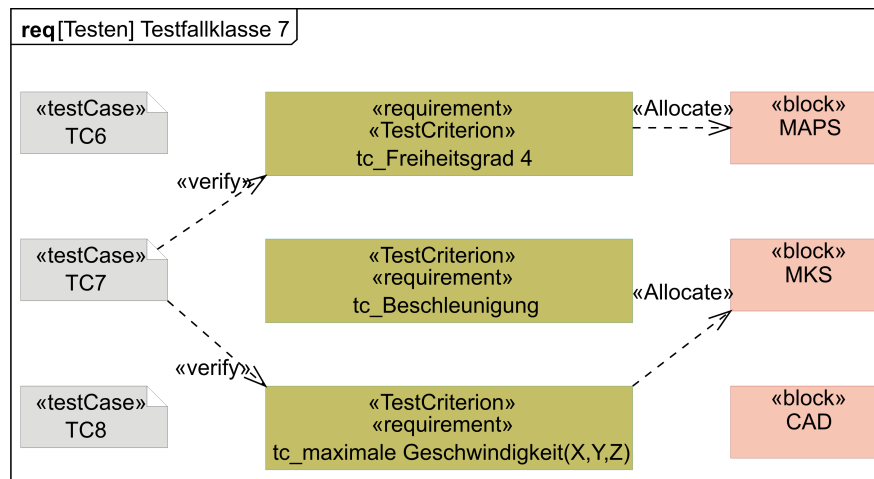 req[Testen] Testfallklasse 7
«testCase»
TC6
«requirement»
«TestCriterion»
tc_Freiheitsgrad 4
«Allocate»
«block»
MAPS
«verify»
«testCase»
TC7
«TestCriterion»
«requirement»
tc_Beschleunigung
«Allocate»
«block»
MKS
«verify»
«testCase»
TC8
«TestCriterion»
«requirement»
tc_maximale Geschwindigkeit(X,Y,Z)
«block»
CAD